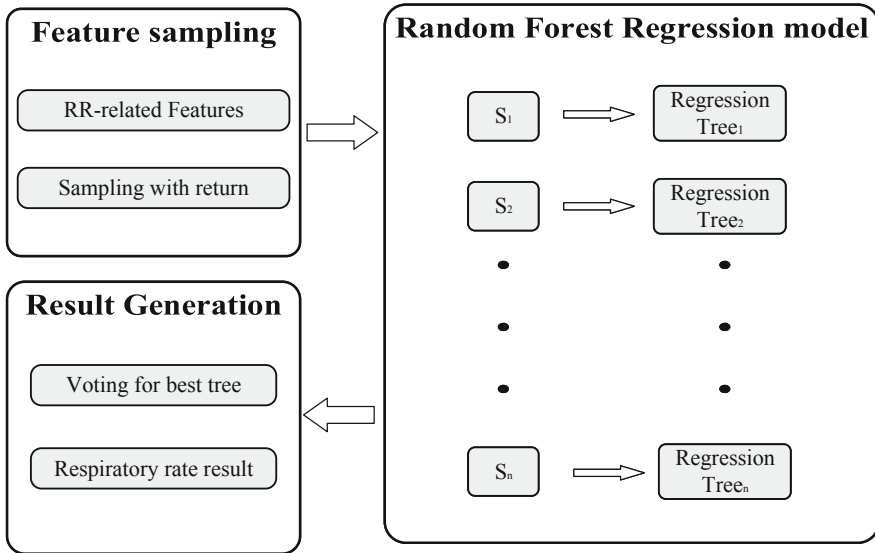 Feature sampling
RR-related Features
Sampling with return
Random Forest Regression model
S₁
Regression
Tree₁
S₂
Regression
Tree₂
Sₙ
Regression
Treeₙ
Result Generation
Voting for best tree
Respiratory rate result